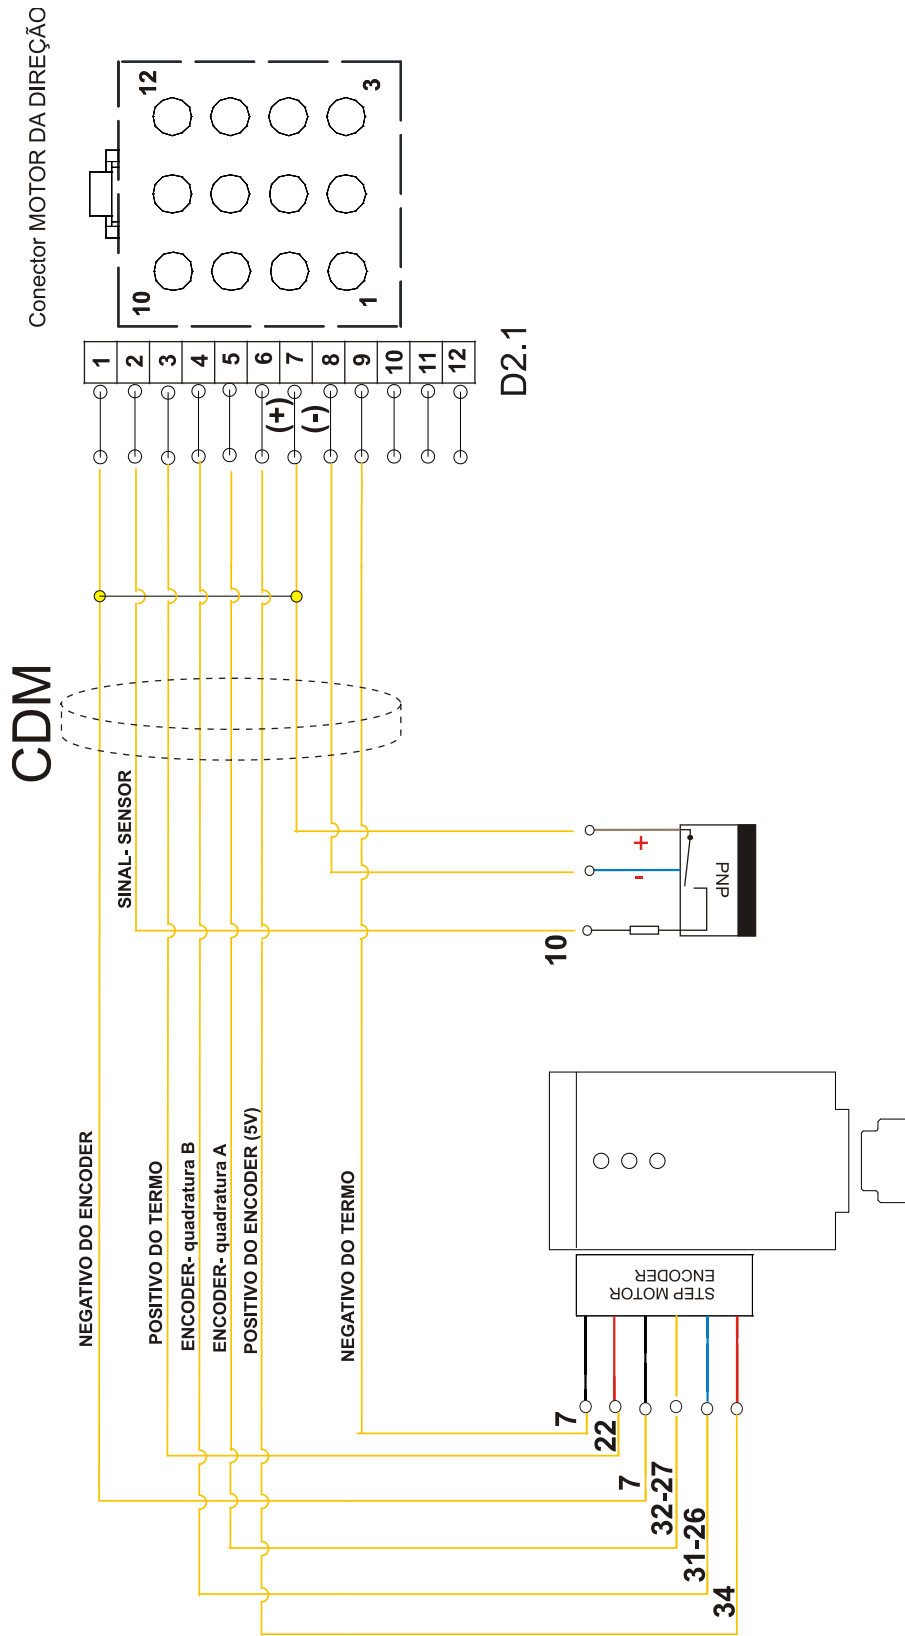 Conector MOTOR DA DIREÇÃO
12
3
10
1
1
2
3
4
5
6
7
8
9
10
11
12
D2.1
(+)
(-)
CDM
SINAL- SENSOR
NEGATIVO DO ENCODER
POSITIVO DO TERMO
ENCODER- quadratura B
ENCODER- quadratura A
POSITIVO DO ENCODER (5V)
NEGATIVO DO TERMO
+
-
PNP
10
STEP MOTOR
ENCODER
7
22
7
32-27
31-26
34